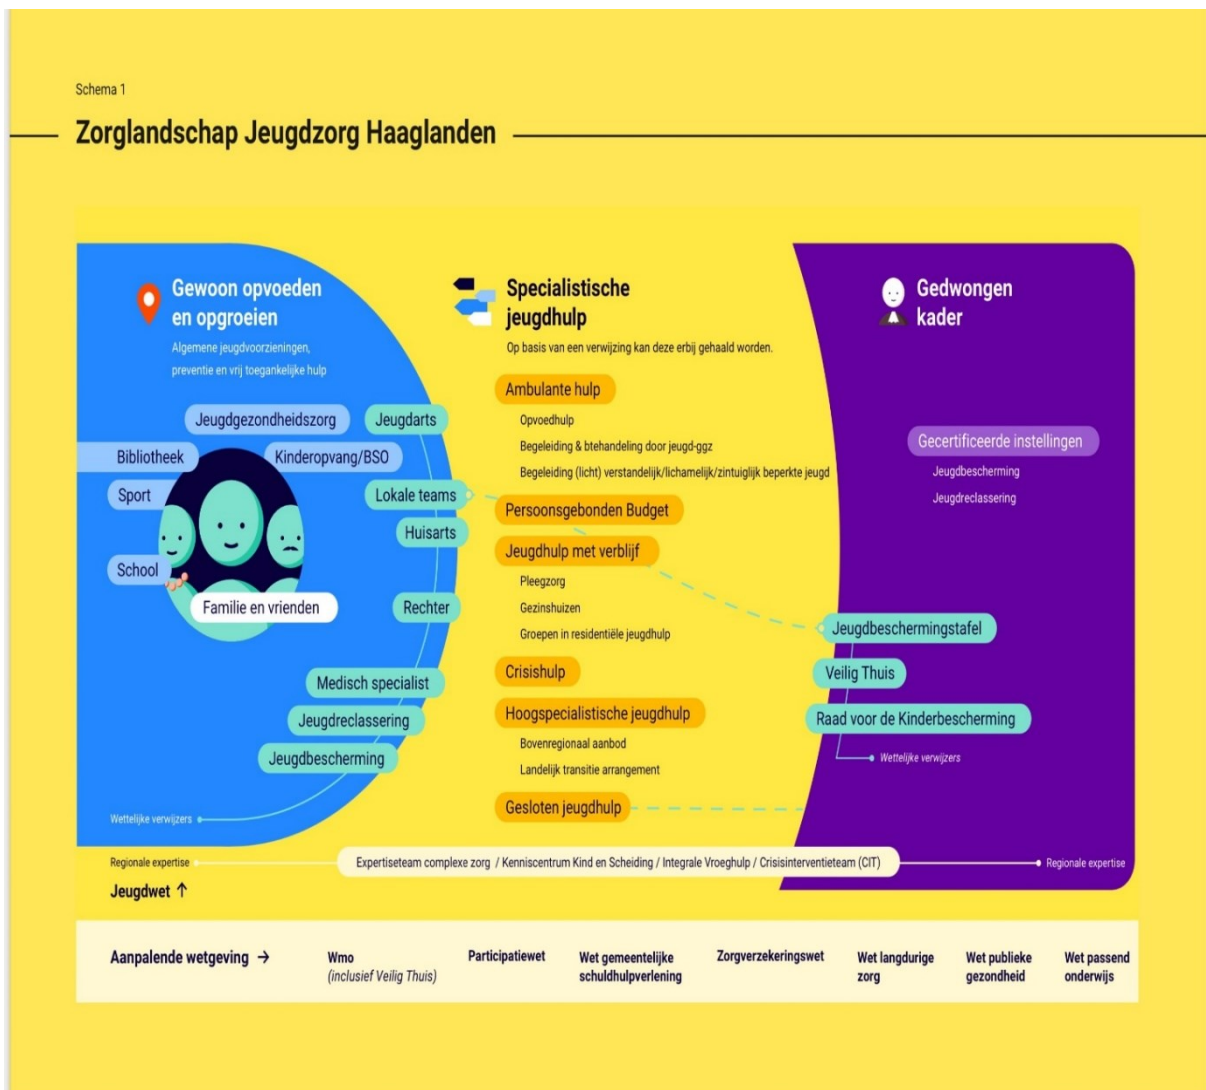 Schema 1
Zorglandschap Jeugdzorg Haaglanden
Gewoon opvoeden
en opgroeien
Algemene jeugdvoorzieningen,
preventie en vrij toegankelijke hulp
Jeugdgezondheidszorg
Jeugdarts
Bibliotheek
Kinderopvang/BSO
Sport
Lokale teams
Huisarts
School
Familie en vrienden
Rechter
Medisch specialist
Jeugdreclassering
Jeugdbescherming
Wettelijke verwijzers
Specialistische
jeugdhulp
Op basis van een verwijzing kan deze erbij gehaald worden.
Ambulante hulp
Opvoedhulp
Begeleiding & btehandeling door jeugd-ggz
Begeleiding (licht) verstandelijk/lichamelijk/zintuiglijk beperkte jeugd
Persoonsgebonden Budget
Jeugdhulp met verblijf
Pleegzorg
Gezinshuizen
Groepen in residentiële jeugdhulp
Crisishulp
Hoogspecialistische jeugdhulp
Bovenregionaal aanbod
Landelijk transitie arrangement
Gesloten jeugdhulp
Gedwongen
kader
Gecertificeerde instellingen
Jeugdbescherming
Jeugdreclassering
Jeugdbeschermingstafel
Veilig Thuis
Raad voor de Kinderbescherming
Wettelijke verwijzers
Regionale expertise
Expertiseteam complexe zorg / Kenniscentrum Kind en Scheiding / Integrale Vroeghulp / Crisisinterventieteam (CIT)
Regionale expertise
Jeugdwet ↑
Aanpalende wetgeving →
Wmo
(inclusief Veilig Thuis)
Participatiewet
Wet gemeentelijke
schuldhulpverlening
Zorgverzekeringswet
Wet langdurige
zorg
Wet publieke
gezondheid
Wet passend
onderwijs